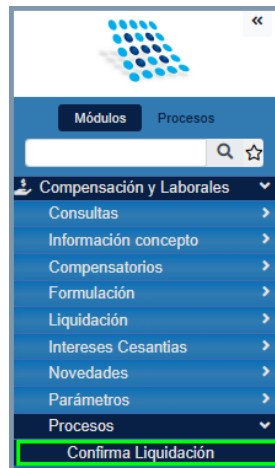 «
Módulos Procesos
Compensación y Laborales
Consultas
Información concepto
Compensatorios
Formulación
Liquidación
Intereses Cesantias
Novedades
Parámetros
Procesos
Confirma Liquidación